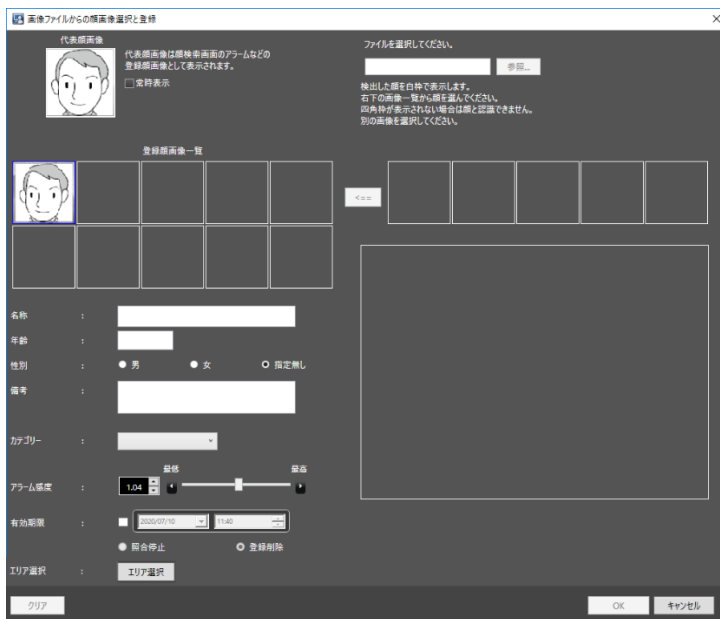 画像ファイルからの顔画像選択と登録
代表顔画像
代表顔画像は顔検索画面のアラームなどの
登録顔画像として表示されます。
常時表示
ファイルを選択してください。
参照...
検出した顔を白枠で表示します。
右下の画像一覧から顔を選んでください。
四角枠が表示されない場合は顔と認識できません。
別の画像を選択してください。
登録顔画像一覧
<==
名称 :
年齢 :
性別 : 男 女 指定無し
備考 :
カテゴリー :
最低 最高
アラーム感度 : 1.04
有効期限 : 2020/07/10 11:40
照合停止 登録削除
エリア選択 : エリア選択
クリア OK キャンセル